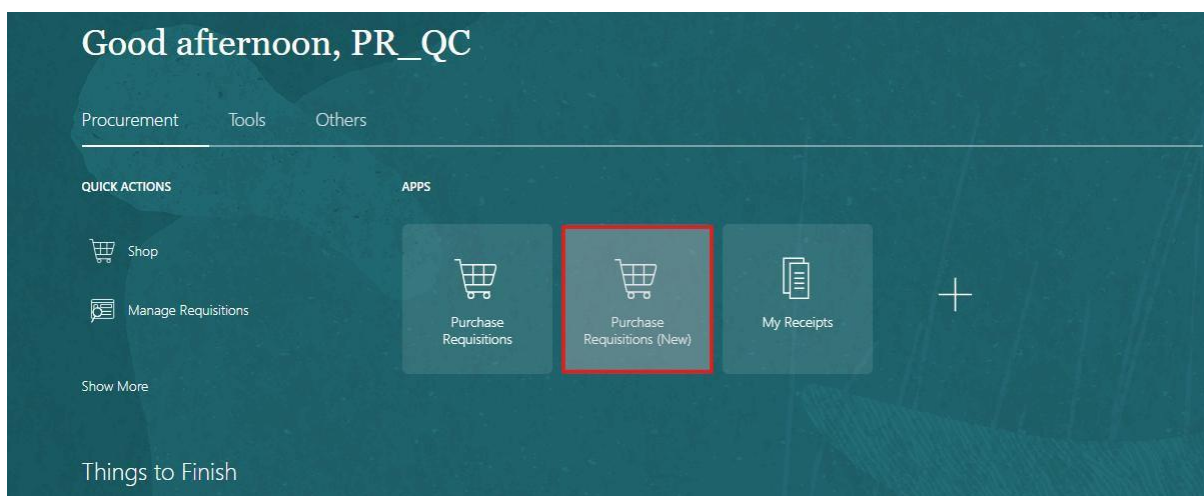 Good afternoon, PR_QC
Procurement Tools Others
QUICK ACTIONS
APPS
Shop
Manage Requisitions
Show More
Purchase
Requisitions
Purchase
Requisitions (New)
My Receipts
Things to Finish